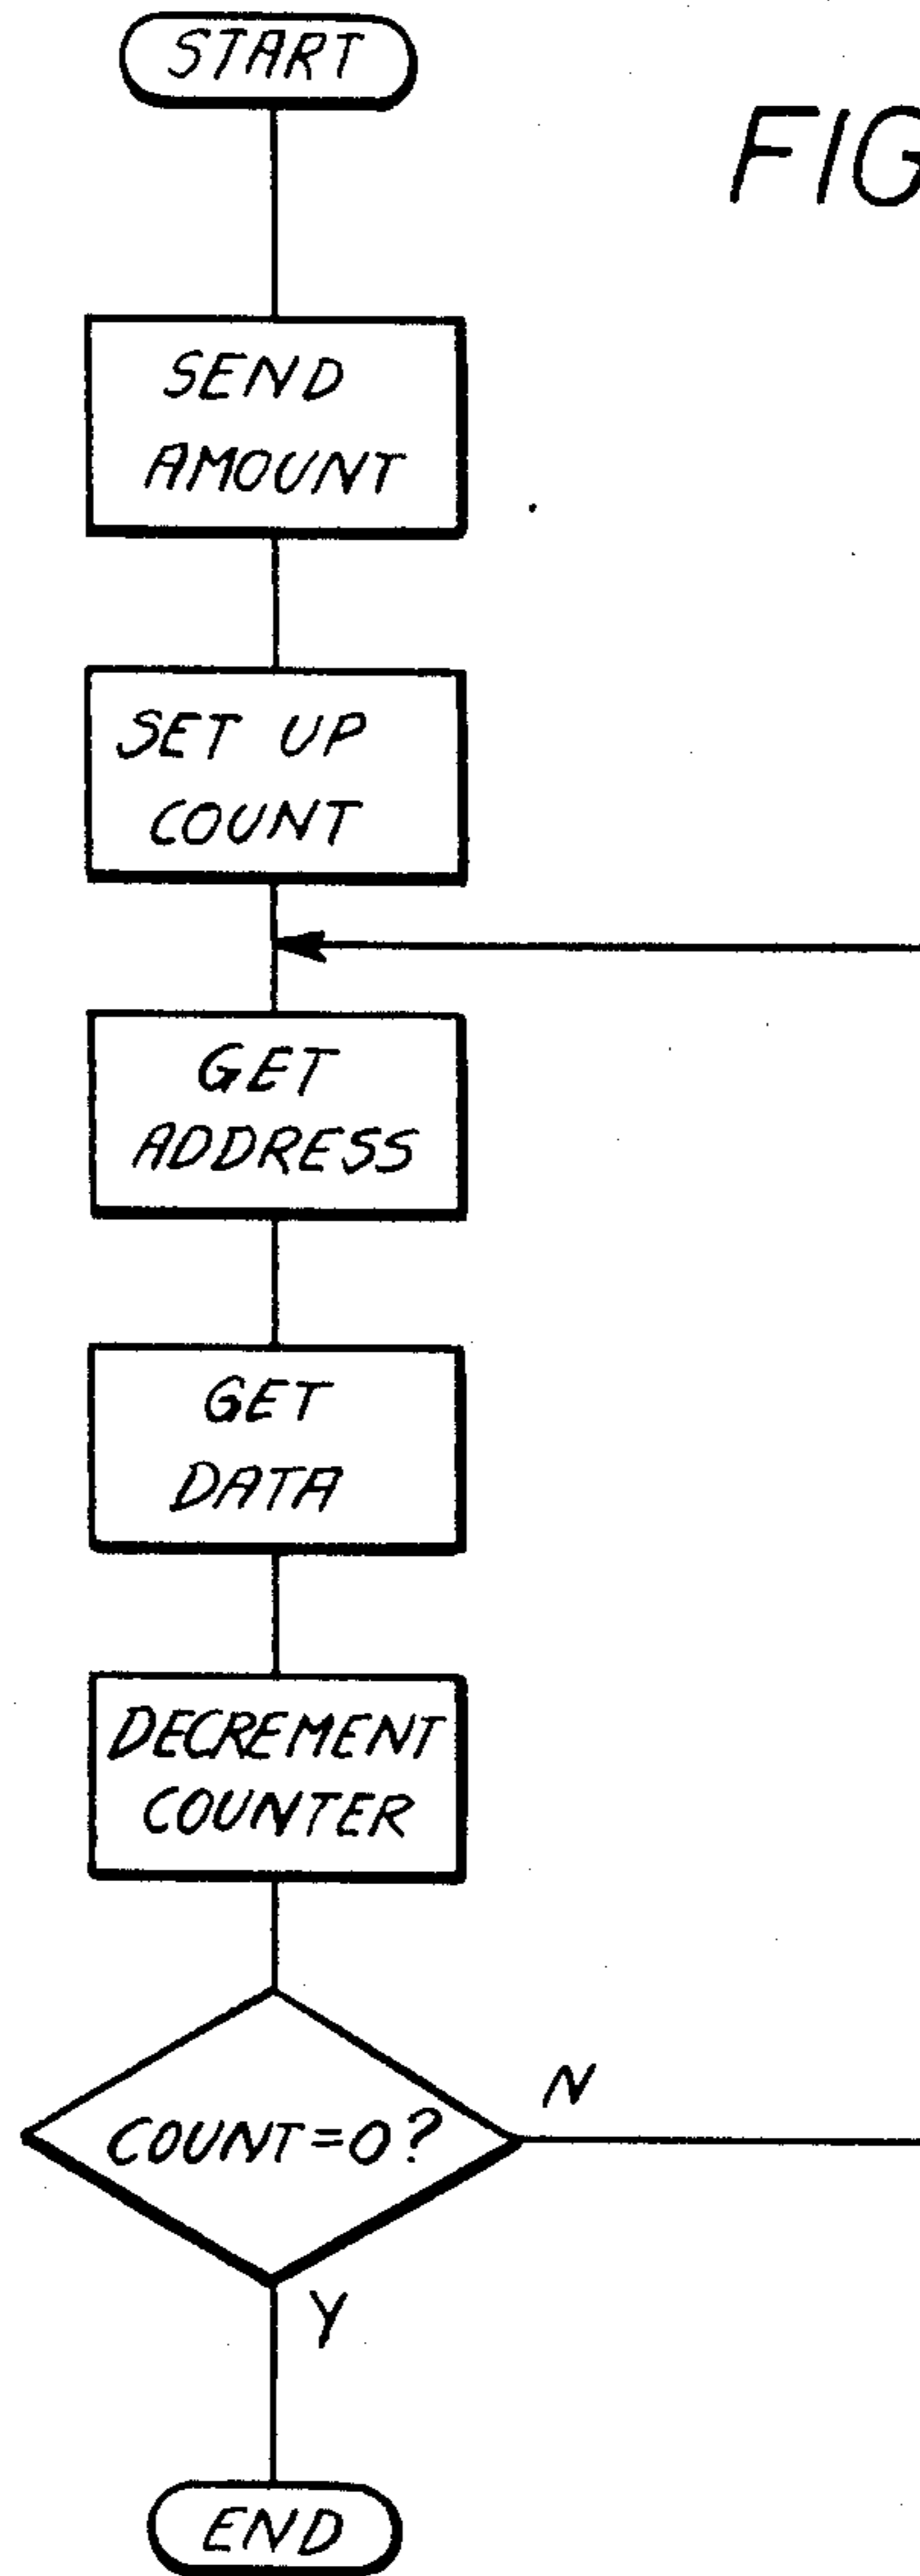 START
FIG
SEND
AMOUNT
SET UP
COUNT
GET
ADDRESS
GET
DATA
DECREMENT
COUNTER
COUNT=0?
N
Y
END